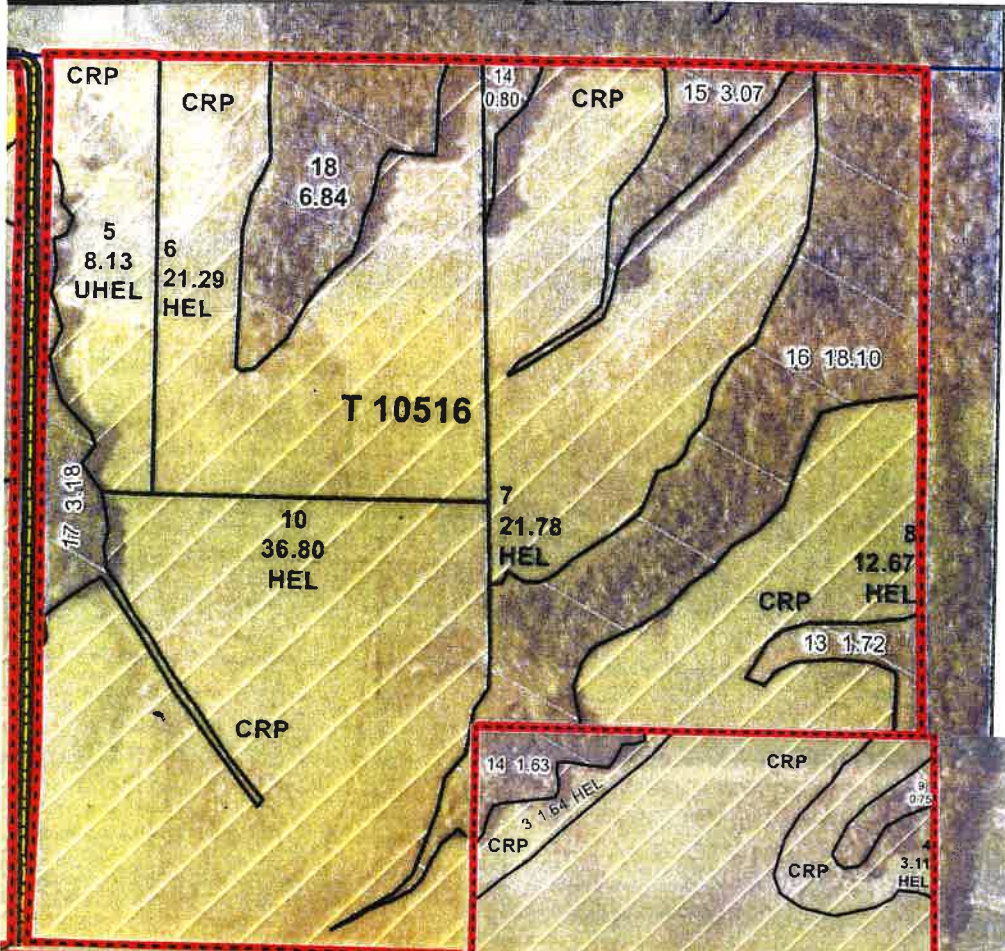 CRP
CRP
14
0.80
CRP
15 3.07
18
6.84
5
8.13
UHEL
6
21.29
HEL
16 18.10
T 10516
17 3.18
10
36.80
HEL
7
21.78
HEL
8
12.67
HEL
CRP
13 1.72
CRP
14 1.63
CRP
3 1.64 HEL
CRP
9
0.75
4
3.11
HEL
CRP